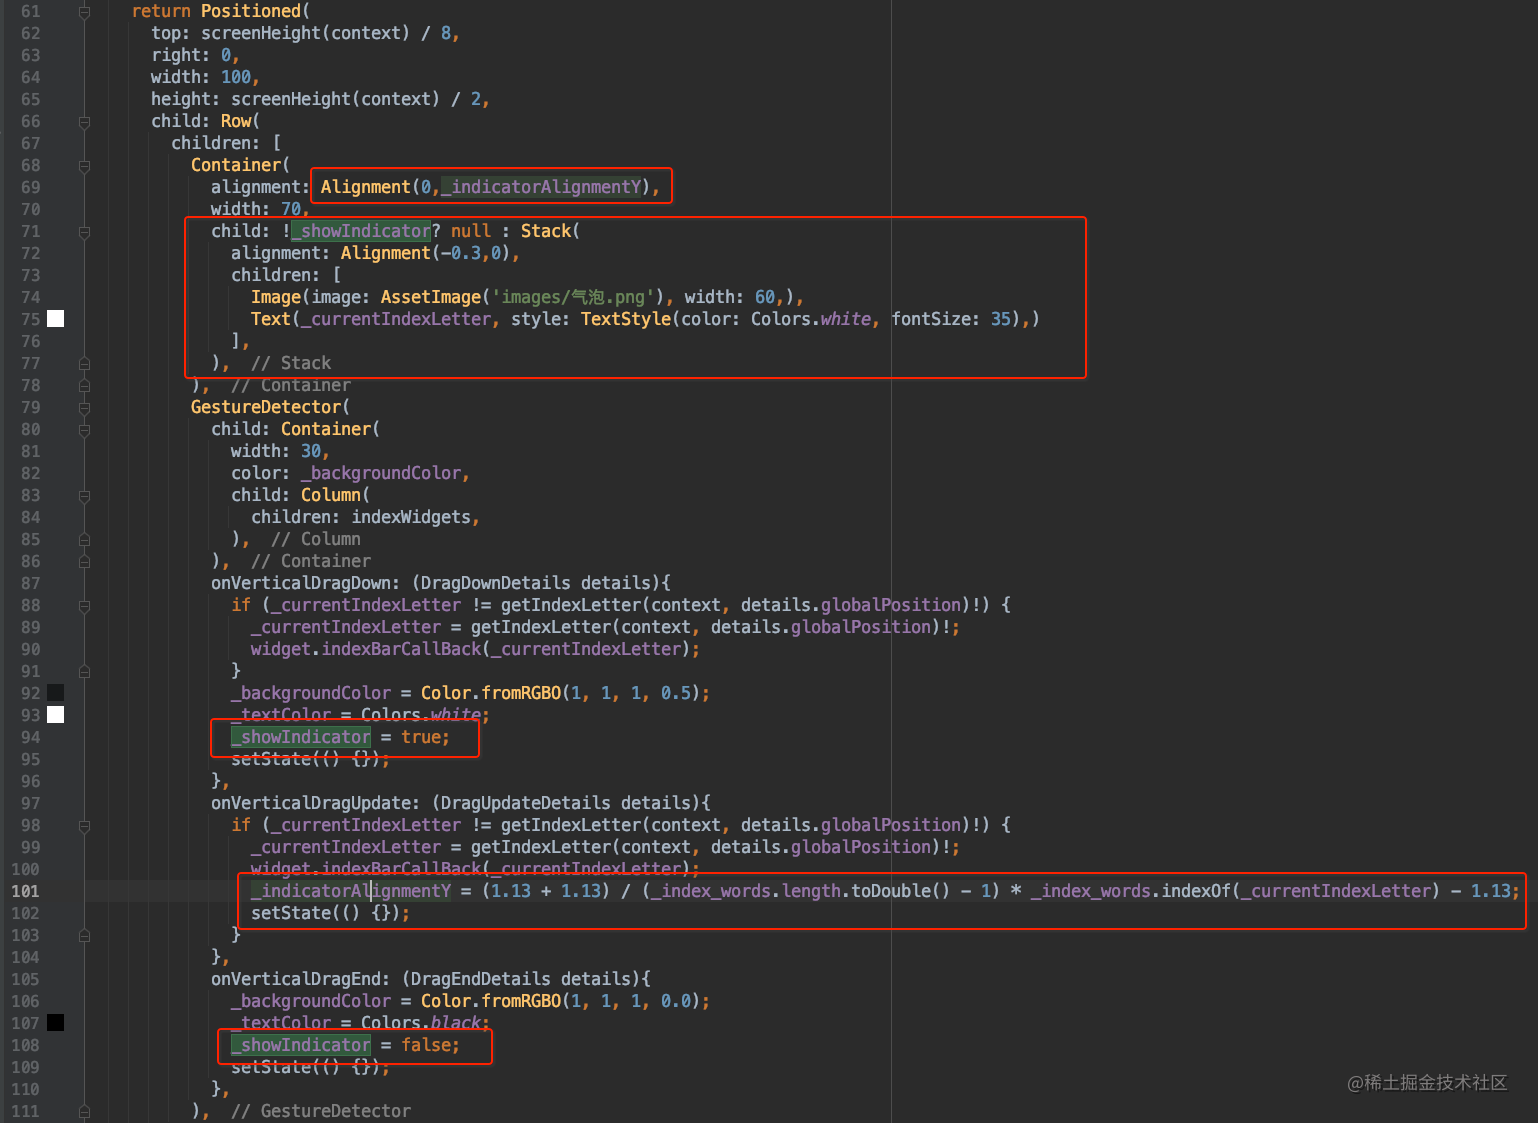 61 return Positioned(
62 top: screenHeight(context) / 8,
63 right: 0,
64 width: 100,
65 height: screenHeight(context) / 2,
66 child: Row(
67 children: [
68 Container(
69 alignment: Alignment(0,_indicatorAlignmentY),
70 width: 70,
71 child: !_showIndicator? null : Stack(
72 alignment: Alignment(-0.3,0),
73 children: [
74 Image(image: AssetImage('images/气泡.png'), width: 60,),
75 Text(_currentIndexLetter, style: TextStyle(color: Colors.white, fontSize: 35),)
76 ],
77 ), // Stack
78 ), // Container
79 GestureDetector(
80 child: Container(
81 width: 30,
82 color: _backgroundColor,
83 child: Column(
84 children: indexWidgets,
85 ), // Column
86 ), // Container
87 onVerticalDragDown: (DragDownDetails details){
88 if (_currentIndexLetter != getIndexLetter(context, details.globalPosition)!) {
89 _currentIndexLetter = getIndexLetter(context, details.globalPosition)!;
90 widget.indexBarCallBack(_currentIndexLetter);
91 }
92 _backgroundColor = Color.fromRGBO(1, 1, 1, 0.5);
93 _textColor = Colors.white;
94 _showIndicator = true;
95 setState(() {});
96 },
97 onVerticalDragUpdate: (DragUpdateDetails details){
98 if (_currentIndexLetter != getIndexLetter(context, details.globalPosition)!) {
99 _currentIndexLetter = getIndexLetter(context, details.globalPosition)!;
100 widget.indexBarCallBack(_currentIndexLetter);
101 _indicatorAlignmentY = (1.13 + 1.13) / (_index_words.length.toDouble() - 1) * _index_words.indexOf(_currentIndexLetter) - 1.13;
102 setState(() {});
103 }
104 },
105 onVerticalDragEnd: (DragEndDetails details){
106 _backgroundColor = Color.fromRGBO(1, 1, 1, 0.0);
107 _textColor = Colors.black;
108 _showIndicator = false;
109 setState(() {});
110 },
111 ), // GestureDetector
@稀土掘金技术社区